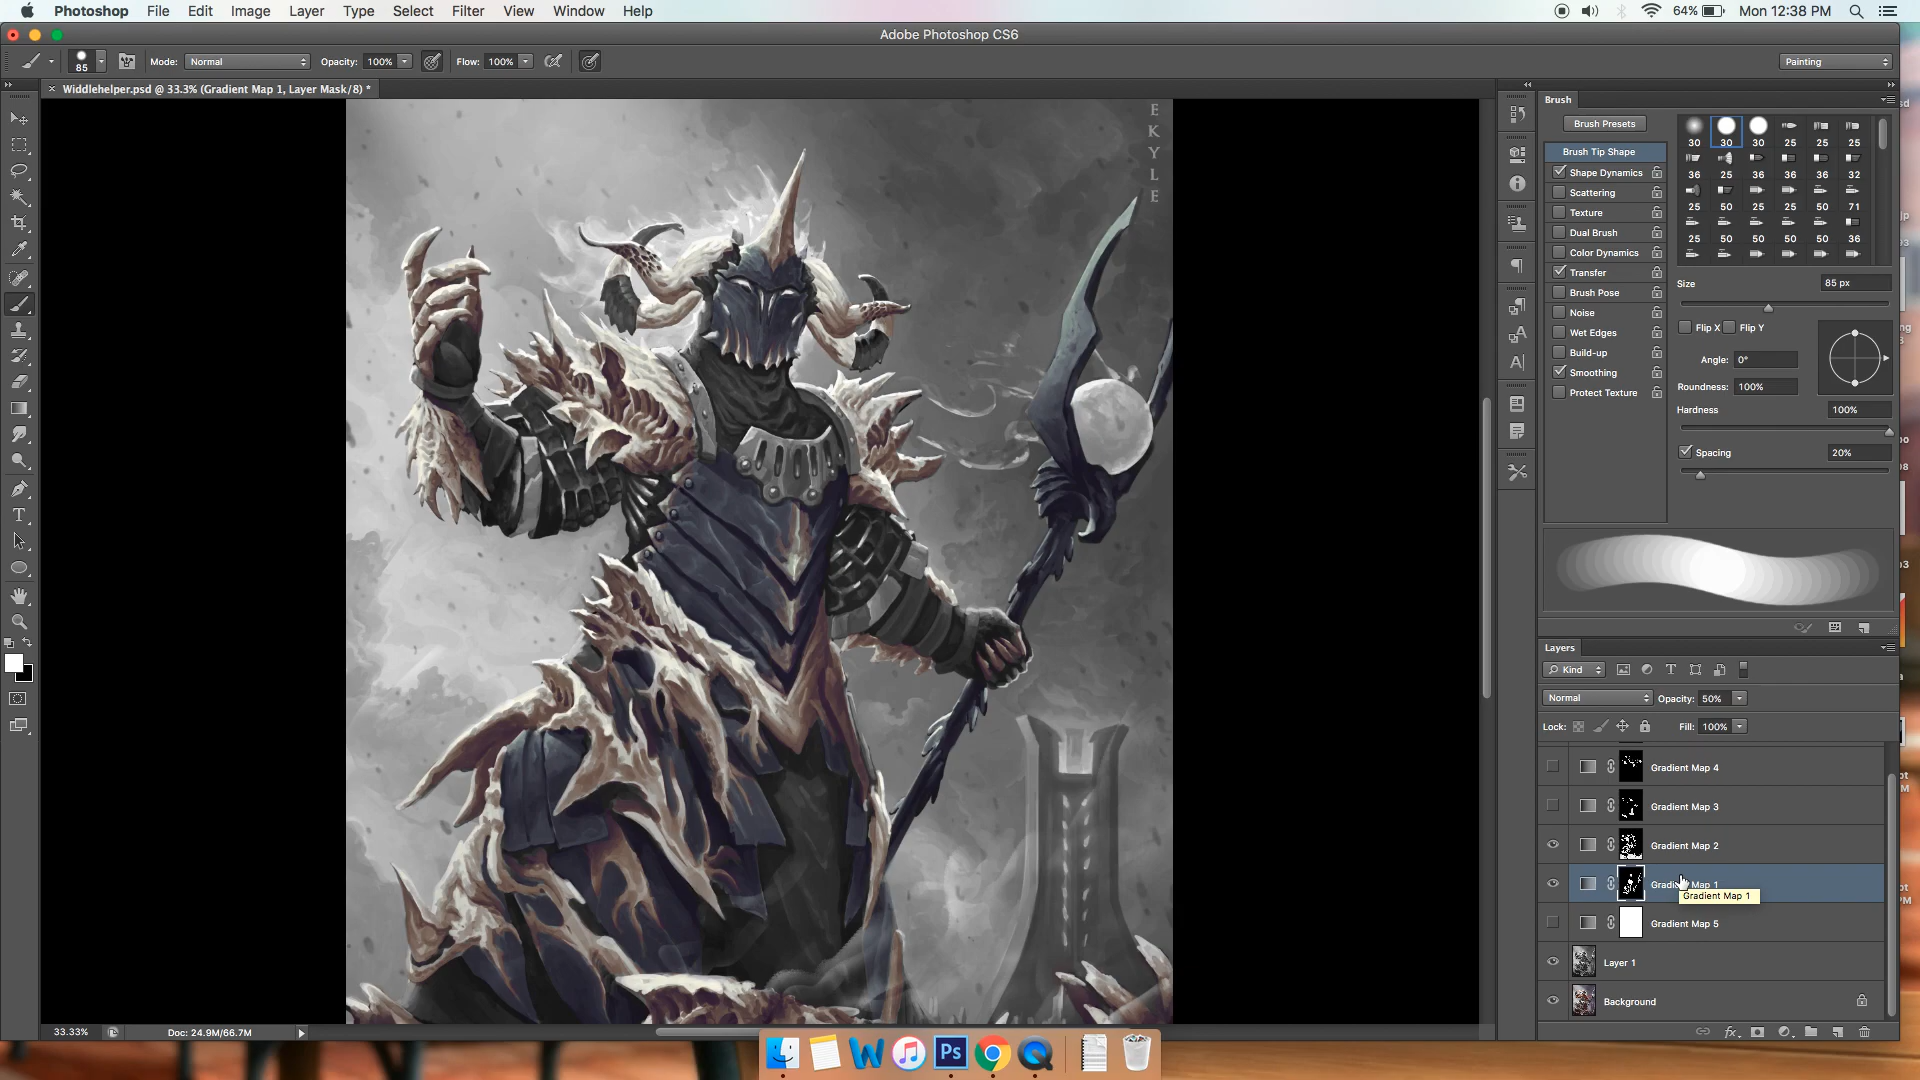 Photoshop File Edit Image Layer Type Select Filter View Window Help
64% Mon 12:38 PM
Adobe Photoshop CS6
85 Mode: Normal Opacity: 100% Flow: 100% Painting
Widdlehelper.psd @ 33.3% (Gradient Map 1, Layer Mask/8) *
E
K
Y
L
E
Brush
Brush Presets
30 30 30 25 25 25
Brush Tip Shape
Shape Dynamics
36 25 36 36 36 32
Scattering
25 50 25 25 50 71
Texture
Dual Brush
25 50 50 50 50 36
Color Dynamics
Transfer
Size 85 px
Brush Pose
Noise
Flip X Flip Y
Wet Edges
Build-up
Angle: 0°
Smoothing
Roundness: 100%
Protect Texture
Hardness 100%
Spacing 20%
Layers
Kind
Normal Opacity: 50%
Lock: Fill: 100%
Gradient Map 4
Gradient Map 3
Gradient Map 2
Gradient Map 1
Gradient Map 1
Gradient Map 5
Layer 1
Background
fx
33.33% Doc: 24.9M/66.7M
Ps